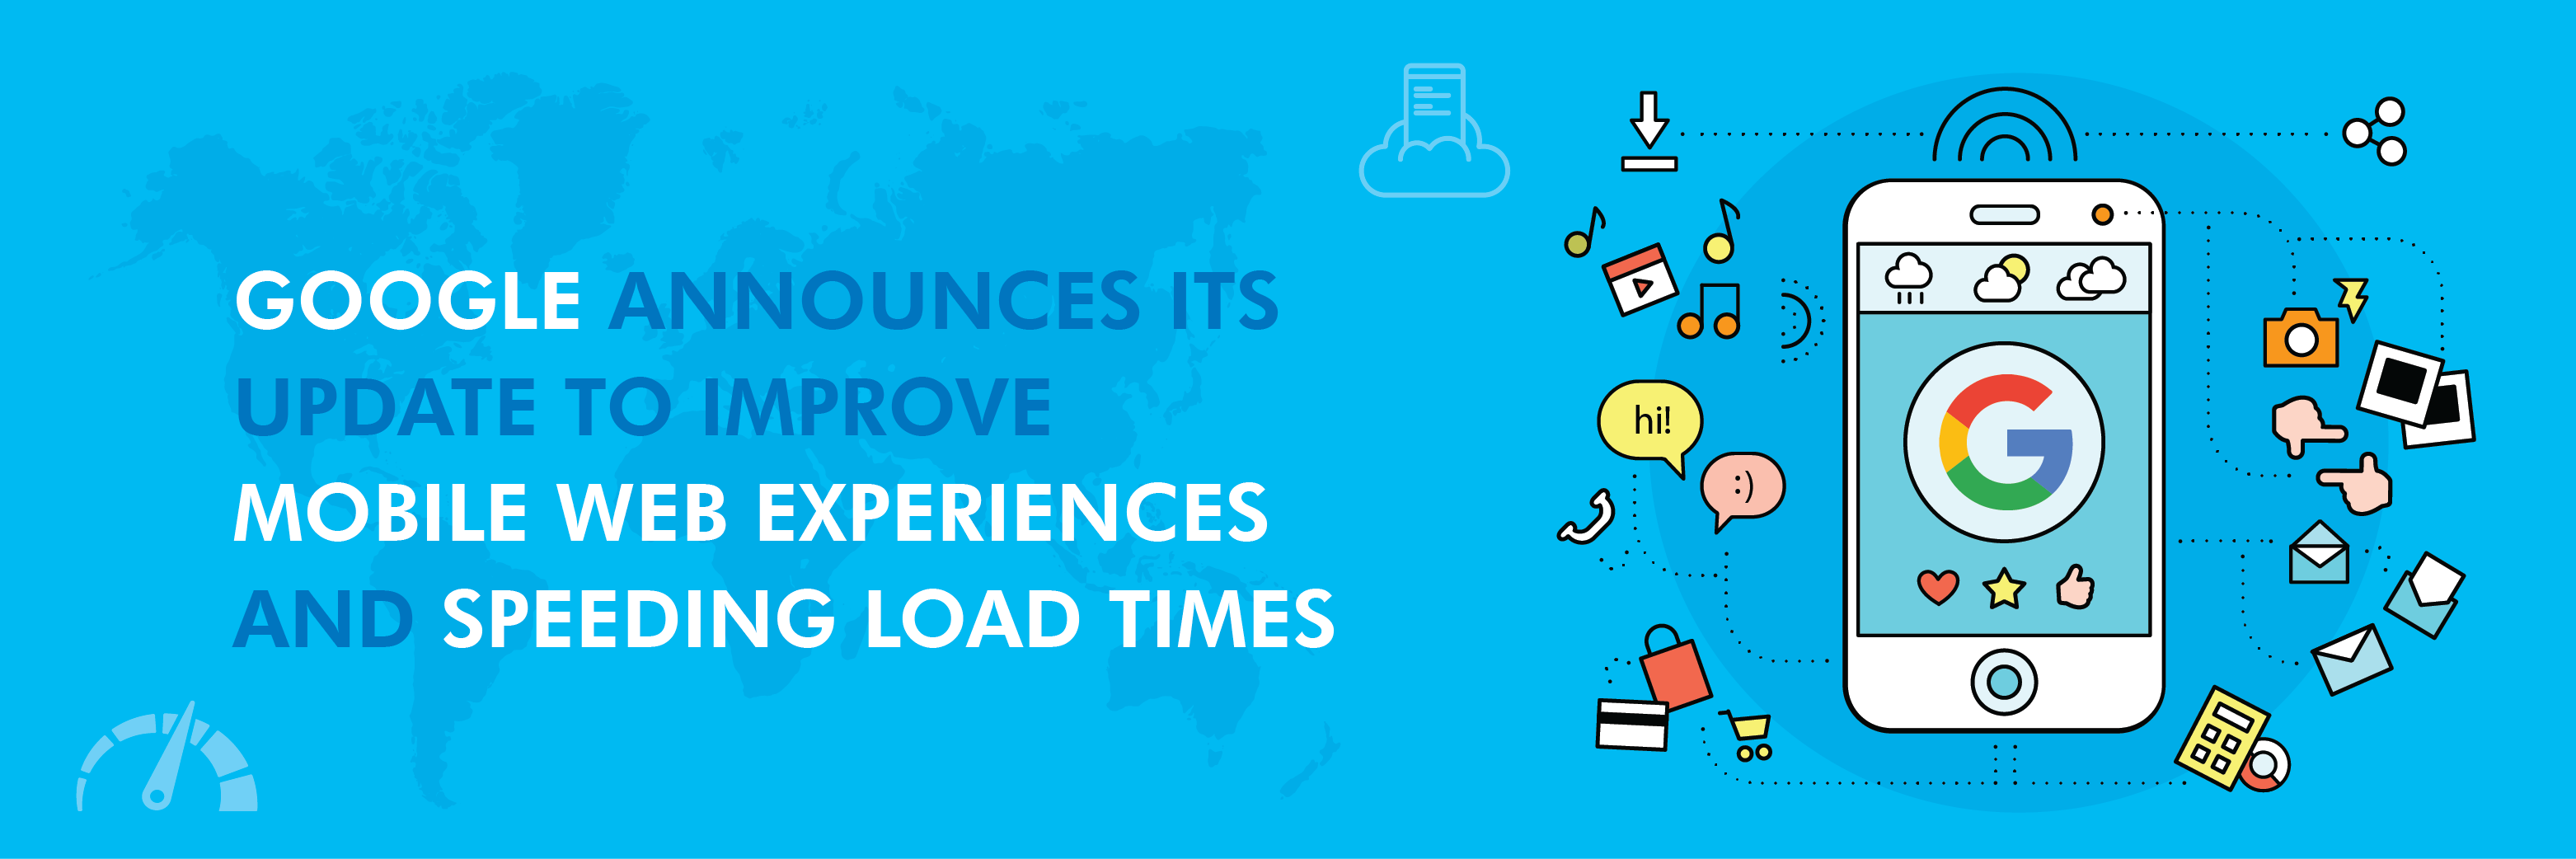 GOOGLE ANNOUNCES ITS
UPDATE TO IMPROVE
MOBILE WEB EXPERIENCES
AND SPEEDING LOAD TIMES
hi!
:)
G